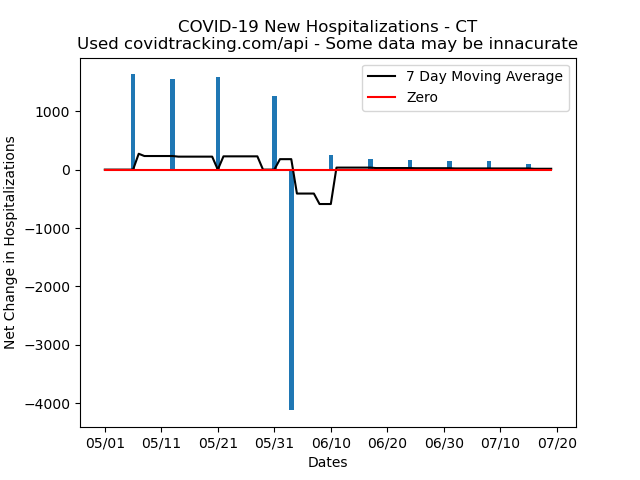 COVID-19 New Hospitalizations - CT
Used covidtracking.com/api - Some data may be innacurate
7 Day Moving Average
Zero
Net Change in Hospitalizations
1000
0
−1000
−2000
−3000
−4000
05/01 05/11 05/21 05/31 06/10 06/20 06/30 07/10 07/20
Dates